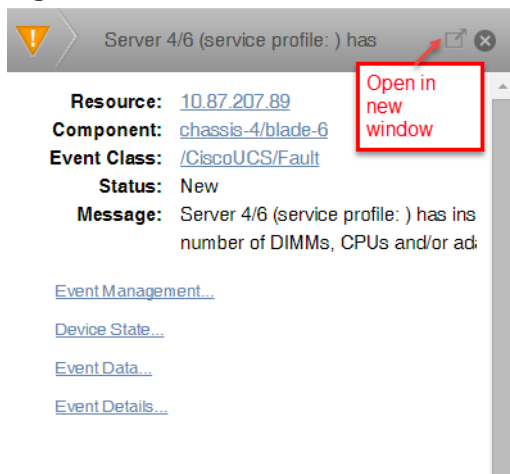 Server 4/6 (service profile: ) has
Open in
new
window
Resource: 10.87.207.89
Component: chassis-4/blade-6
Event Class: /CiscoUCS/Fault
Status: New
Message: Server 4/6 (service profile: ) has ins
number of DIMMs, CPUs and/or ada
Event Management...
Device State...
Event Data...
Event Details...